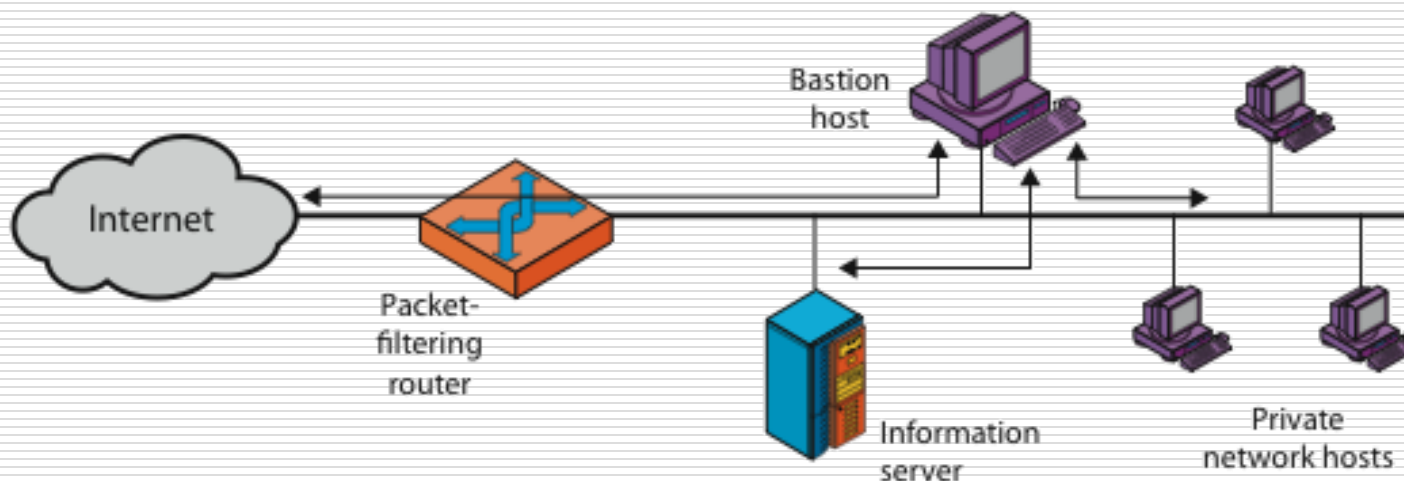 Bastion
host
Internet
Packet-
filtering
router
Information
server
Private
network hosts